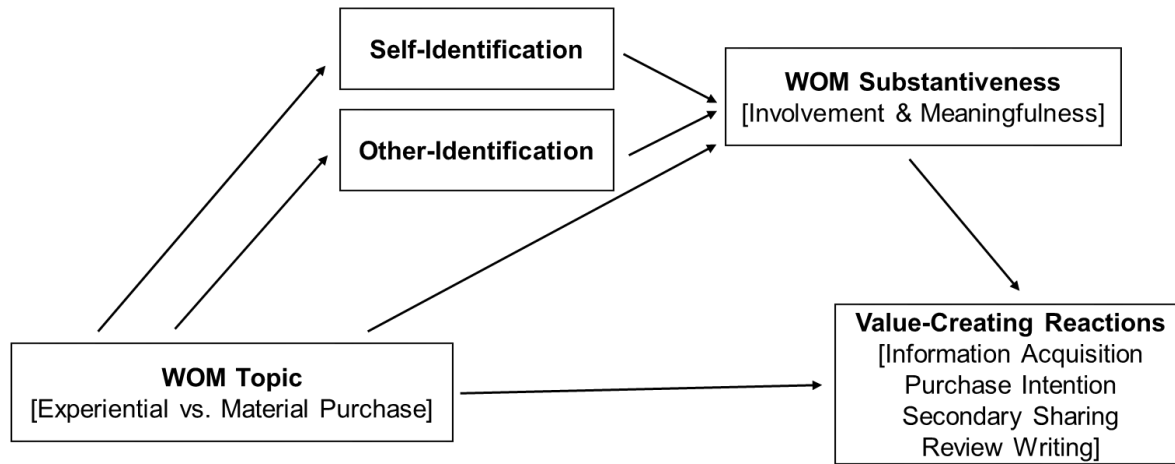 Self-Identification
Other-Identification
WOM Substantiveness
[Involvement & Meaningfulness]
WOM Topic
[Experiential vs. Material Purchase]
Value-Creating Reactions
[Information Acquisition
Purchase Intention
Secondary Sharing
Review Writing]